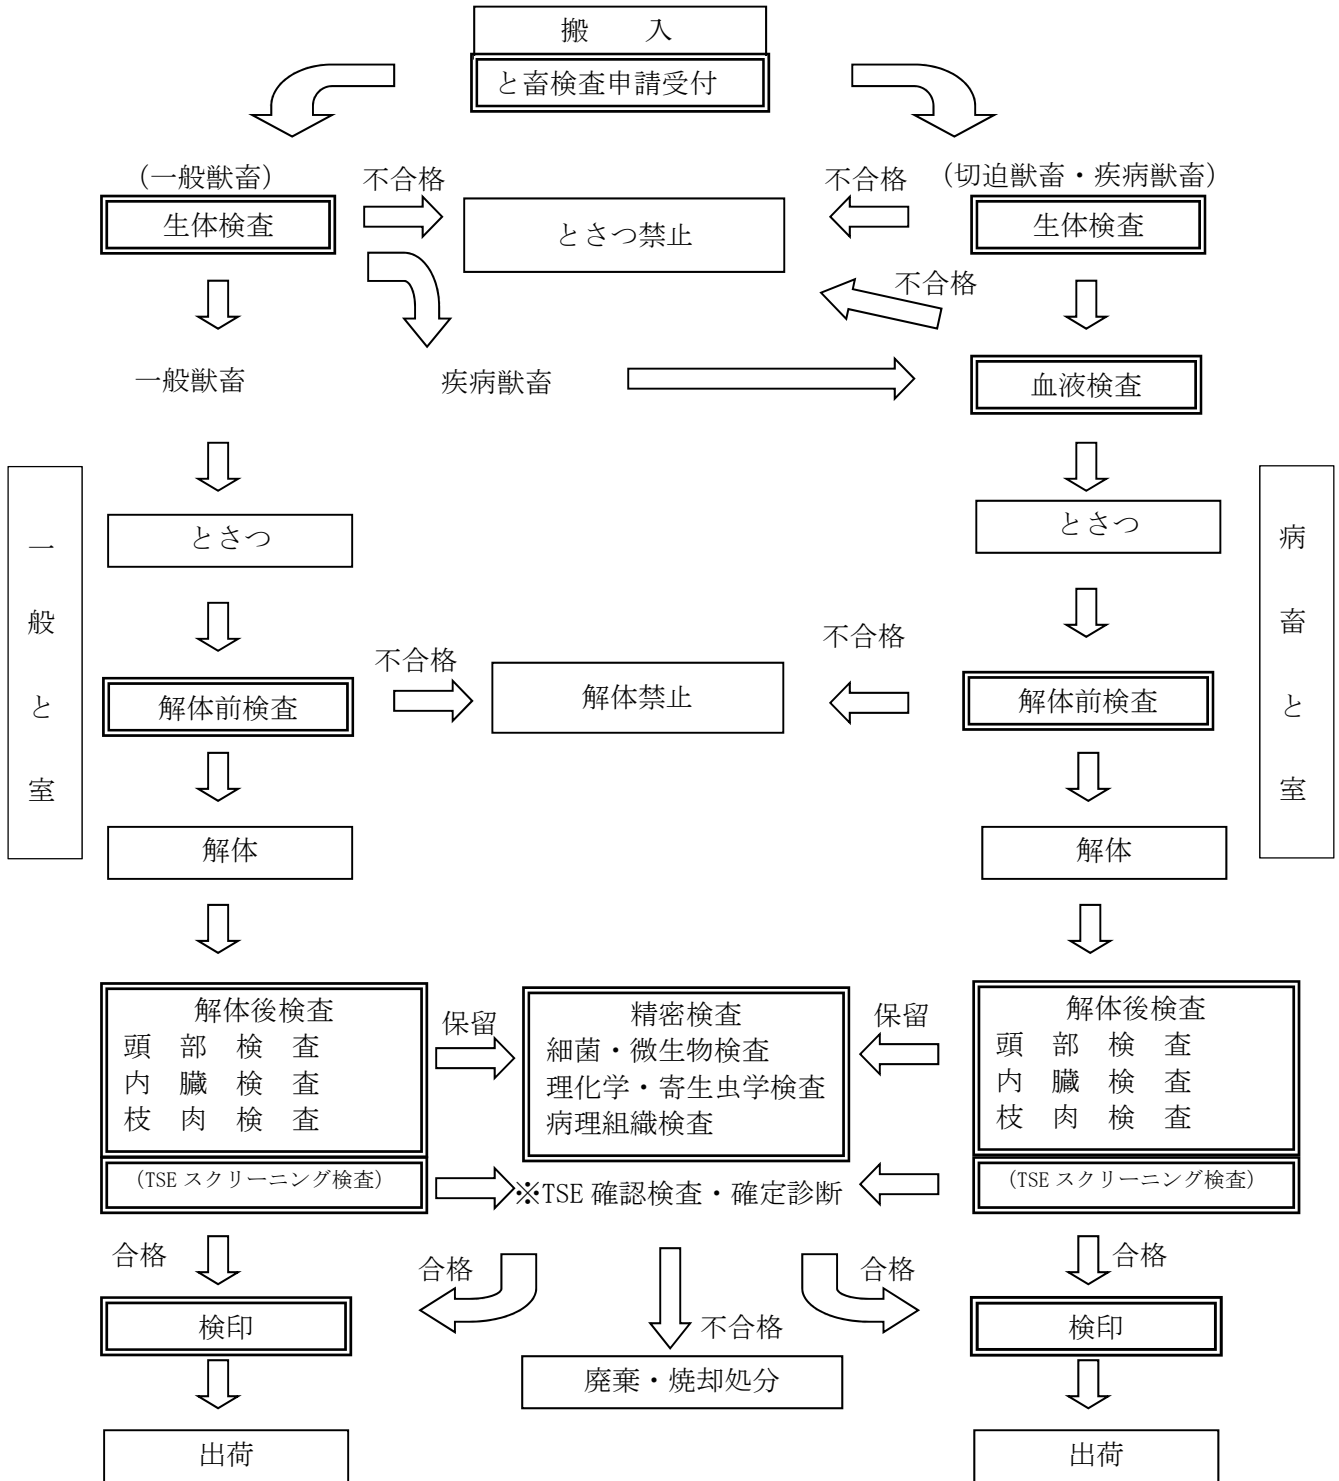 搬　　入
と畜検査申請受付
(一般獣畜)
不合格
不合格
(切迫獣畜・疾病獣畜)
生体検査
とさつ禁止
生体検査
不合格
一般獣畜
疾病獣畜
血液検査
一般と室
とさつ
とさつ
病畜と室
不合格
不合格
解体前検査
解体禁止
解体前検査
解体
解体
解体後検査
頭　部　検　査
内　臓　検　査
枝　肉　検　査
(TSE スクリーニング検査)
保留
精密検査
細菌・微生物検査
理化学・寄生虫学検査
病理組織検査
※TSE 確認検査・確定診断
保留
解体後検査
頭　部　検　査
内　臓　検　査
枝　肉　検　査
(TSE スクリーニング検査)
合格
合格
合格
合格
検印
不合格
検印
廃棄・焼却処分
出荷
出荷